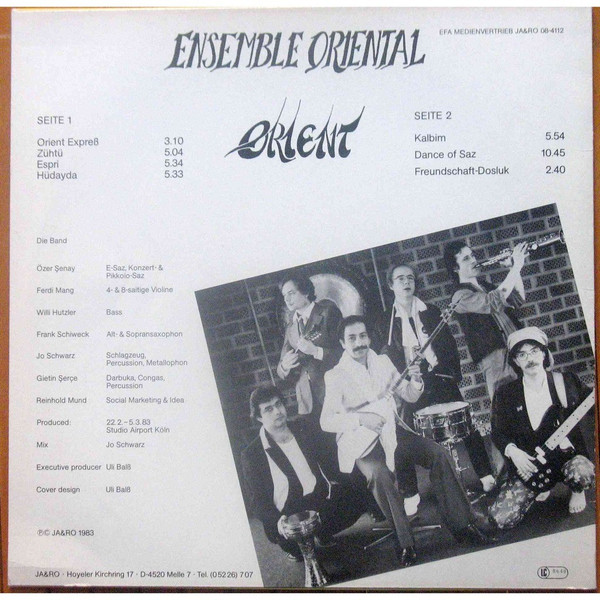 ENSEMBLE ORIENTAL
EFA MEDIENVERTRIEB JA&RO 08-4112
ORIENT
SEITE 1
Orient Expreß 3.10
Zühtü 5.04
Espri 5.34
Hüdayda 5.33
SEITE 2
Kalbim 5.54
Dance of Saz 10.45
Freundschaft-Dosluk 2.40
Die Band
Özer Şenay E-Saz, Konzert- &
Pikkolo-Saz
Ferdi Mang 4- & 8-saitige Violine
Willi Hutzler Bass
Frank Schiweck Alt- & Sopransaxophon
Jo Schwarz Schlagzeug,
Percussion, Metallophon
Gietin Şerçe Darbuka, Congas,
Percussion
Reinhold Mund Social Marketing & Idea
Produced: 22.2.–5.3.83
Studio Airport Köln
Mix Jo Schwarz
Executive producer Uli Balß
Cover design Uli Balß
℗© JA&RO 1983
JA&RO · Hoyeler Kirchring 17 · D-4520 Melle 7 · Tel. (05226) 707
LC